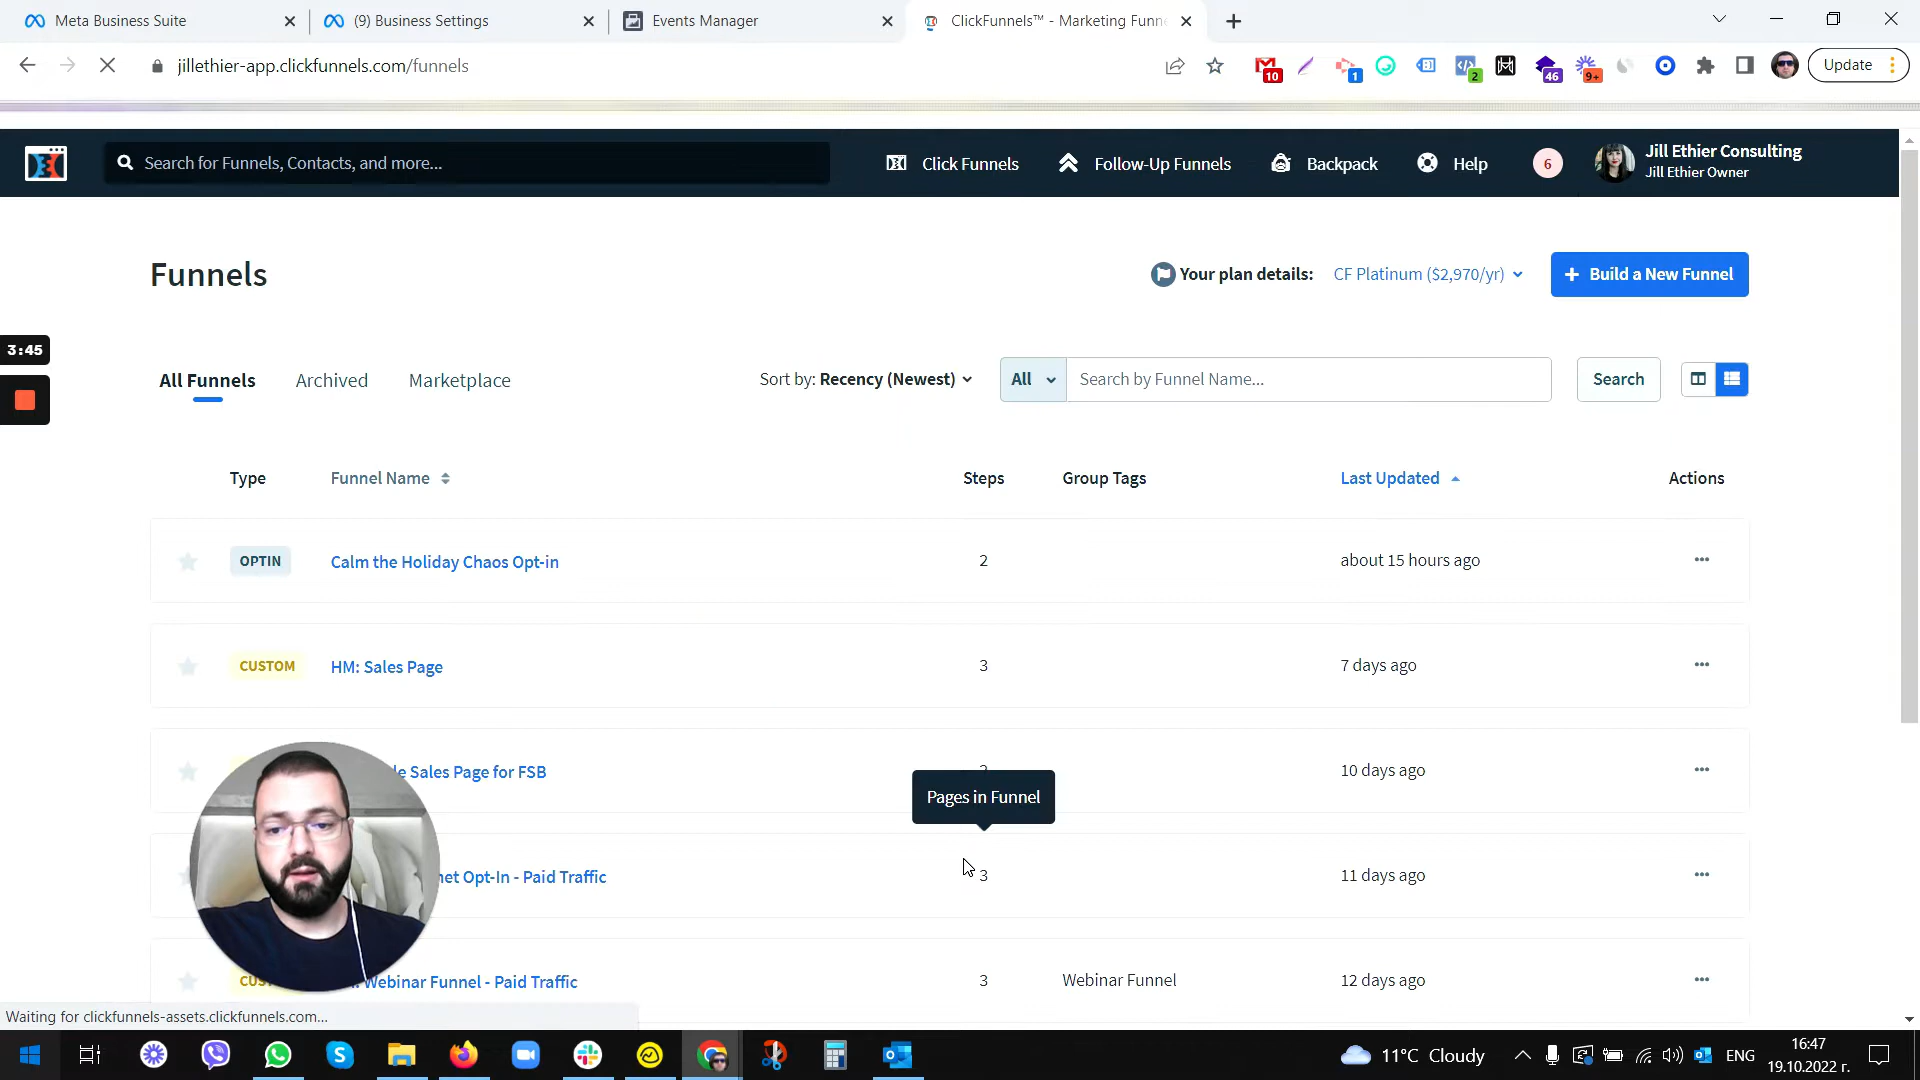 Meta Business Suite
(9) Business Settings
Events Manager
ClickFunnels™ - Marketing Funne
jillethier-app.clickfunnels.com/funnels
10
1
2
46
9+
Update
Search for Funnels, Contacts, and more...
Click Funnels
Follow-Up Funnels
Backpack
Help
6
Jill Ethier Consulting
Jill Ethier Owner
Funnels
Your plan details: CF Platinum ($2,970/yr)
+ Build a New Funnel
3:45
All Funnels
Archived
Marketplace
Sort by: Recency (Newest)
All
Search by Funnel Name...
Search
Type Funnel Name Steps Group Tags Last Updated Actions
OPTIN Calm the Holiday Chaos Opt-in 2 about 15 hours ago
CUSTOM HM: Sales Page 3 7 days ago
Sales Page for FSB 10 days ago
Pages in Funnel
Opt-In - Paid Traffic 3 11 days ago
Webinar Funnel - Paid Traffic 3 Webinar Funnel 12 days ago
Waiting for clickfunnels-assets.clickfunnels.com...
11°C Cloudy
ENG
16:47
19.10.2022 г.